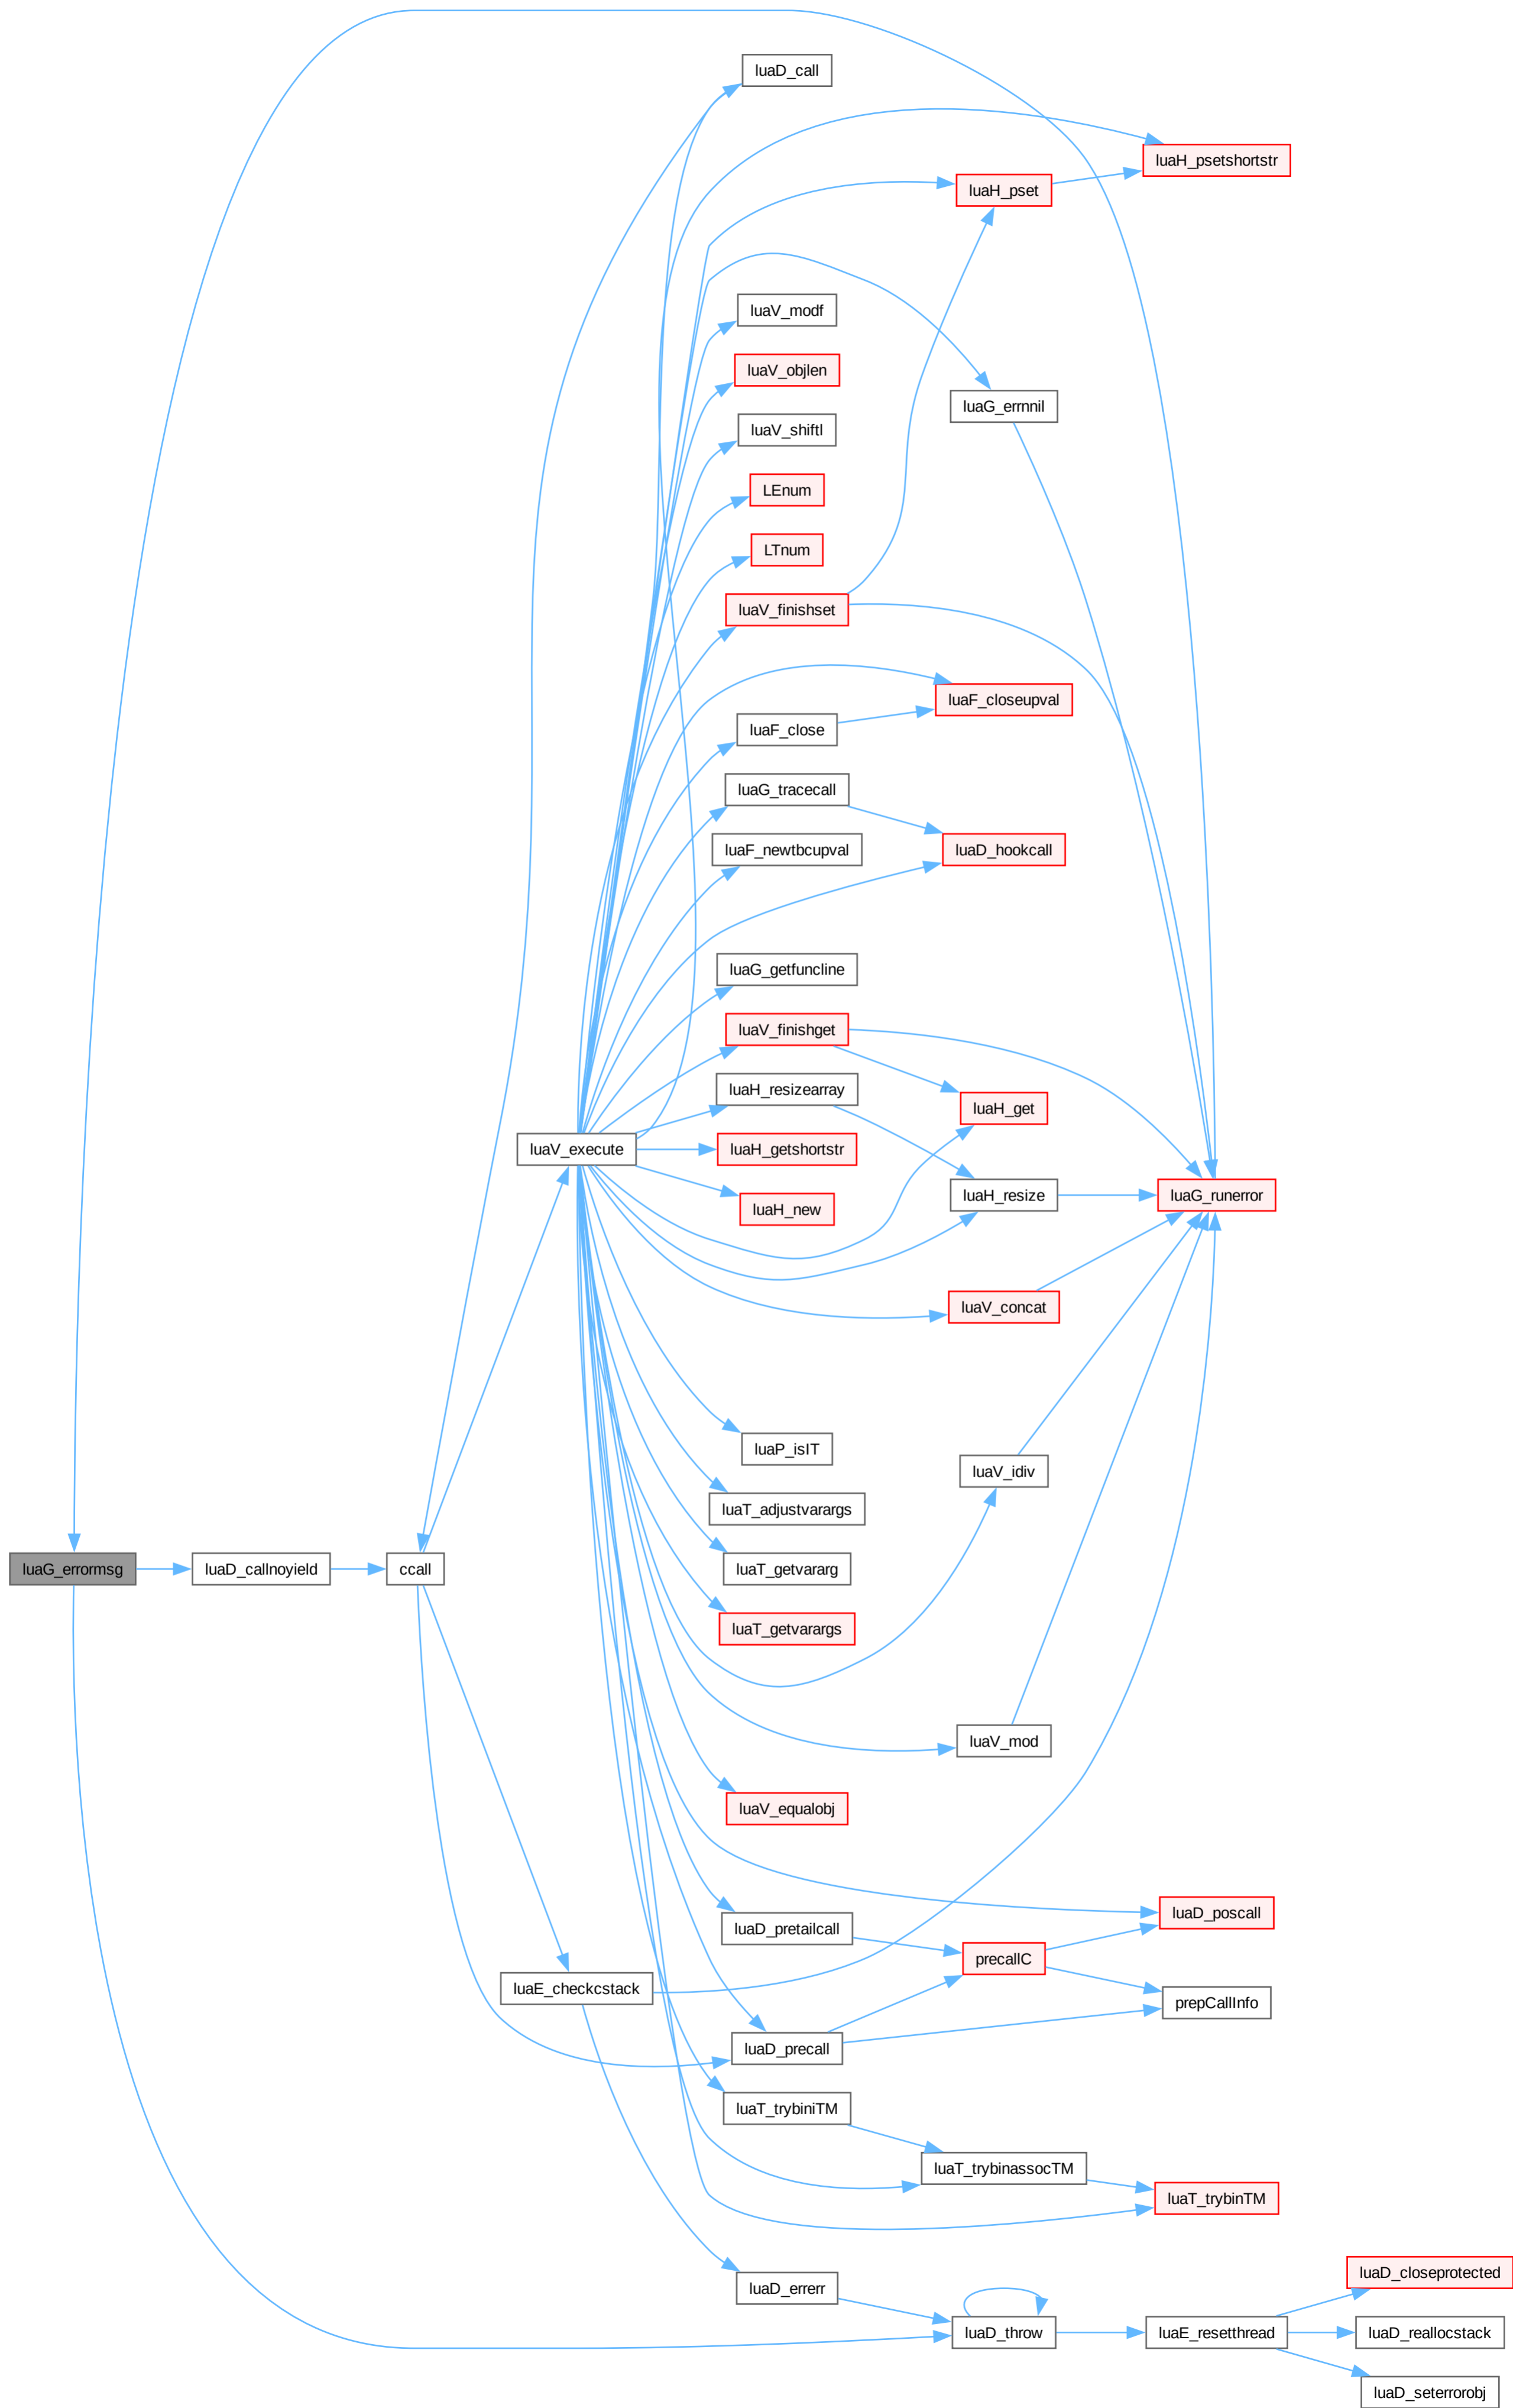 luaD_call
luaH_psetshortstr
luaH_pset
luaV_modf
luaV_objlen
luaG_errnnil
luaV_shiftl
LEnum
LTnum
luaV_finishset
luaF_closeupval
luaF_close
luaG_tracecall
luaF_newtbcupval
luaD_hookcall
luaG_getfuncline
luaV_finishget
luaH_resizearray
luaH_get
luaV_execute
luaH_getshortstr
luaH_new
luaH_resize
luaG_runerror
luaV_concat
luaP_isIT
luaV_idiv
luaT_adjustvarargs
luaG_errormsg
luaD_callnoyield
ccall
luaT_getvararg
luaT_getvarargs
luaV_mod
luaV_equalobj
luaD_poscall
luaD_pretailcall
precallC
luaE_checkcstack
prepCallInfo
luaD_precall
luaT_trybiniTM
luaT_trybinassocTM
luaT_trybinTM
luaD_closeprotected
luaD_errerr
luaD_throw
luaE_resetthread
luaD_reallocstack
luaD_seterrorobj